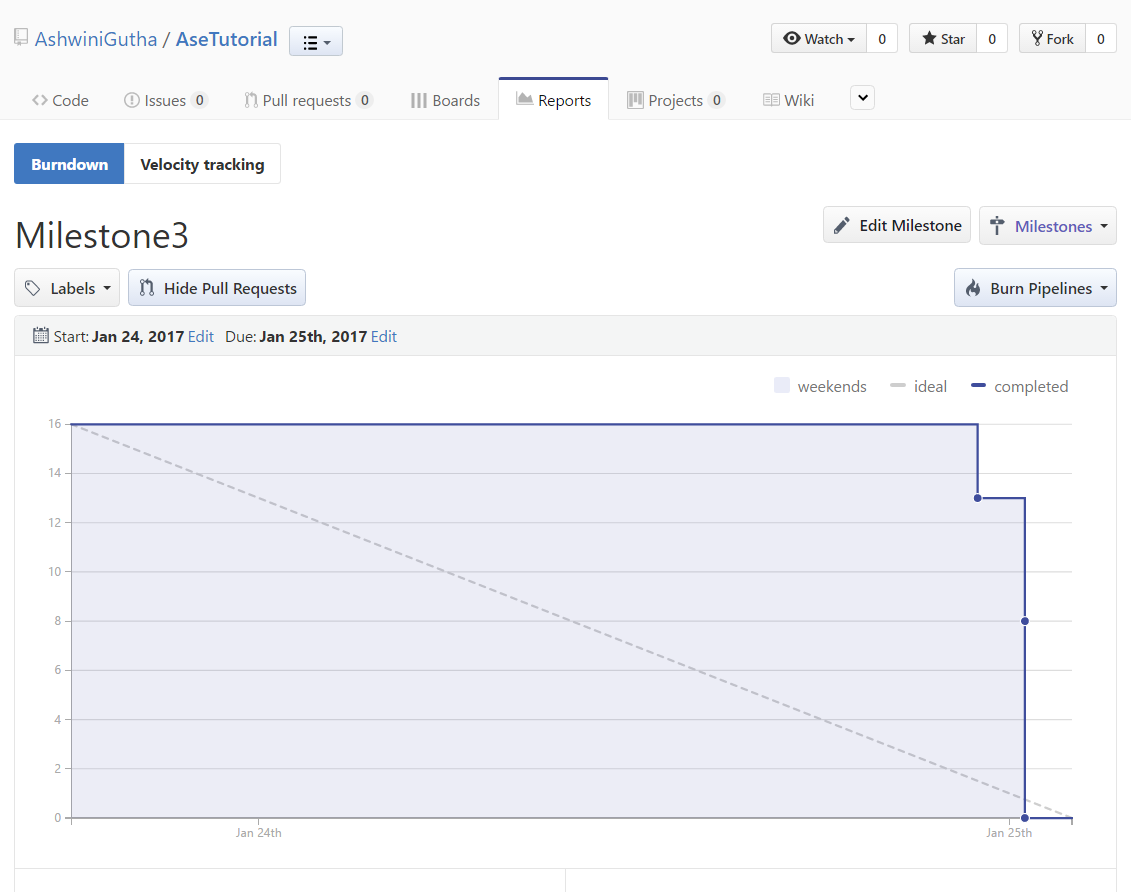 AshwiniGutha / AseTutorial
Watch 0 Star 0 Fork 0
Code Issues 0 Pull requests 0 Boards Reports Projects 0 Wiki
Burndown Velocity tracking
Milestone3
Edit Milestone Milestones
Labels Hide Pull Requests Burn Pipelines
Start: Jan 24, 2017 Edit Due: Jan 25th, 2017 Edit
weekends ideal completed
16
14
12
10
8
6
4
2
0
Jan 24th Jan 25th